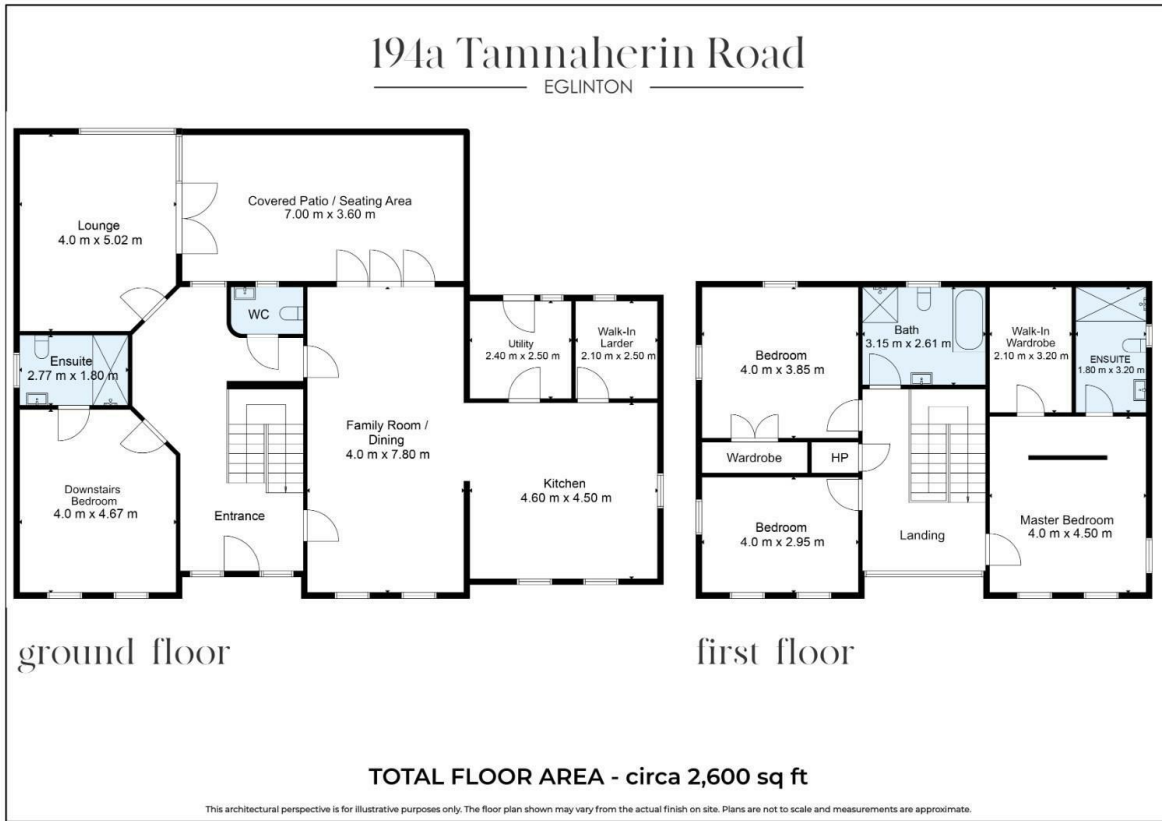 194a Tamnaherin Road
EGLINTON
Covered Patio / Seating Area
7.00 m x 3.60 m
Lounge
4.0 m x 5.02 m
WC
Utility
2.40 m x 2.50 m
Walk-In
Larder
2.10 m x 2.50 m
Ensuite
2.77 m x 1.80 m
Family Room /
Dining
4.0 m x 7.80 m
Downstairs
Bedroom
4.0 m x 4.67 m
Entrance
Kitchen
4.60 m x 4.50 m
ground floor
Bedroom
4.0 m x 3.85 m
Bath
3.15 m x 2.61 m
Walk-In
Wardrobe
2.10 m x 3.20 m
ENSUITE
1.80 m x 3.20 m
Wardrobe
HP
Bedroom
4.0 m x 2.95 m
Landing
Master Bedroom
4.0 m x 4.50 m
first floor
TOTAL FLOOR AREA - circa 2,600 sq ft
This architectural perspective is for illustrative purposes only. The floor plan shown may vary from the actual finish on site. Plans are not to scale and measurements are approximate.